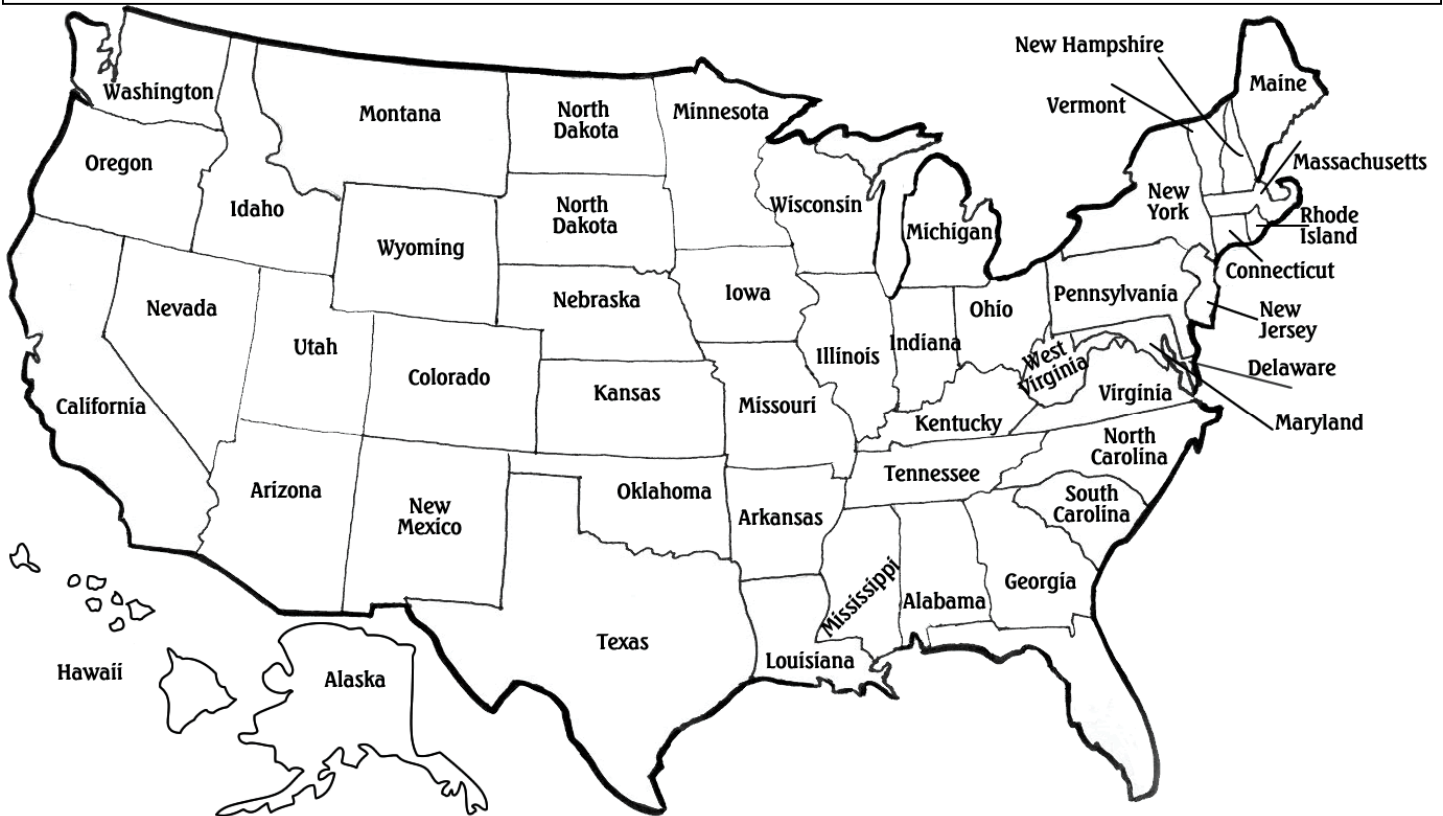 New Hampshire
Maine
Washington
Montana
North
Dakota
Minnesota
Vermont
Oregon
Massachusetts
Idaho
North
Dakota
Wisconsin
New
York
Rhode
Island
Wyoming
Michigan
Connecticut
Nevada
Nebraska
Iowa
Ohio
Pennsylvania
New
Jersey
Utah
Colorado
Illinois
Indiana
West
Virginia
Delaware
California
Kansas
Missouri
Kentucky
Virginia
Maryland
Arizona
New
Mexico
Oklahoma
Arkansas
Tennessee
North
Carolina
South
Carolina
Mississippi
Alabama
Georgia
Texas
Louisiana
Hawaii
Alaska